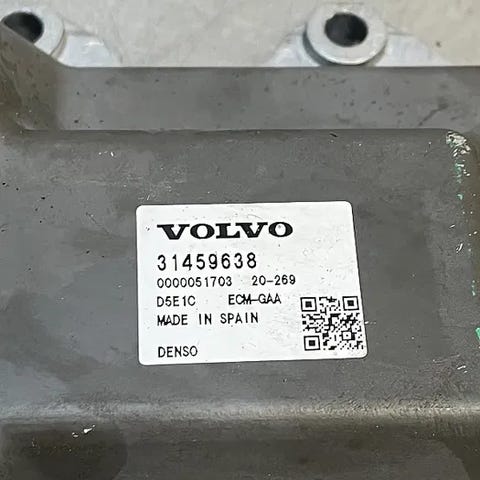 VOLVO
31459638
0000051703 20-269
D5E1C ECM-GAA
MADE IN SPAIN
DENSO